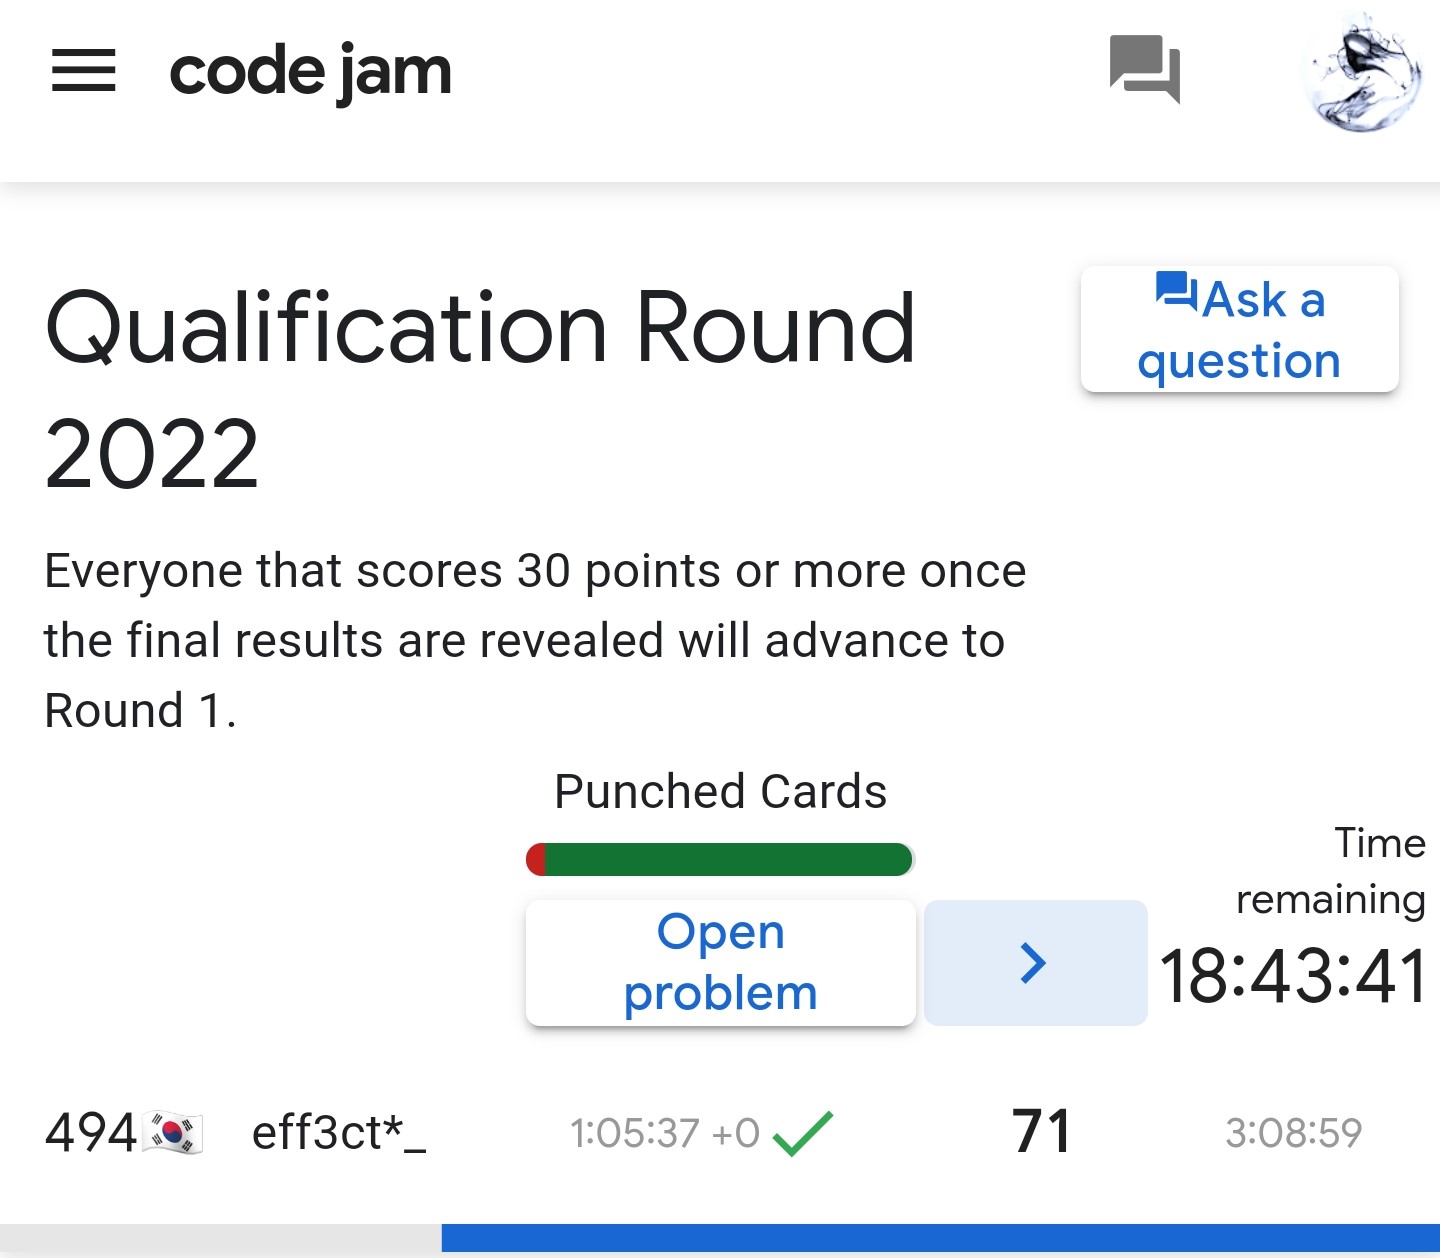 code jam
Qualification Round
2022
Ask a
question
Everyone that scores 30 points or more once
the final results are revealed will advance to
Round 1.
Punched Cards
Open
problem
Time
remaining
18:43:41
494 eff3ct*_ 1:05:37 +0 71 3:08:59